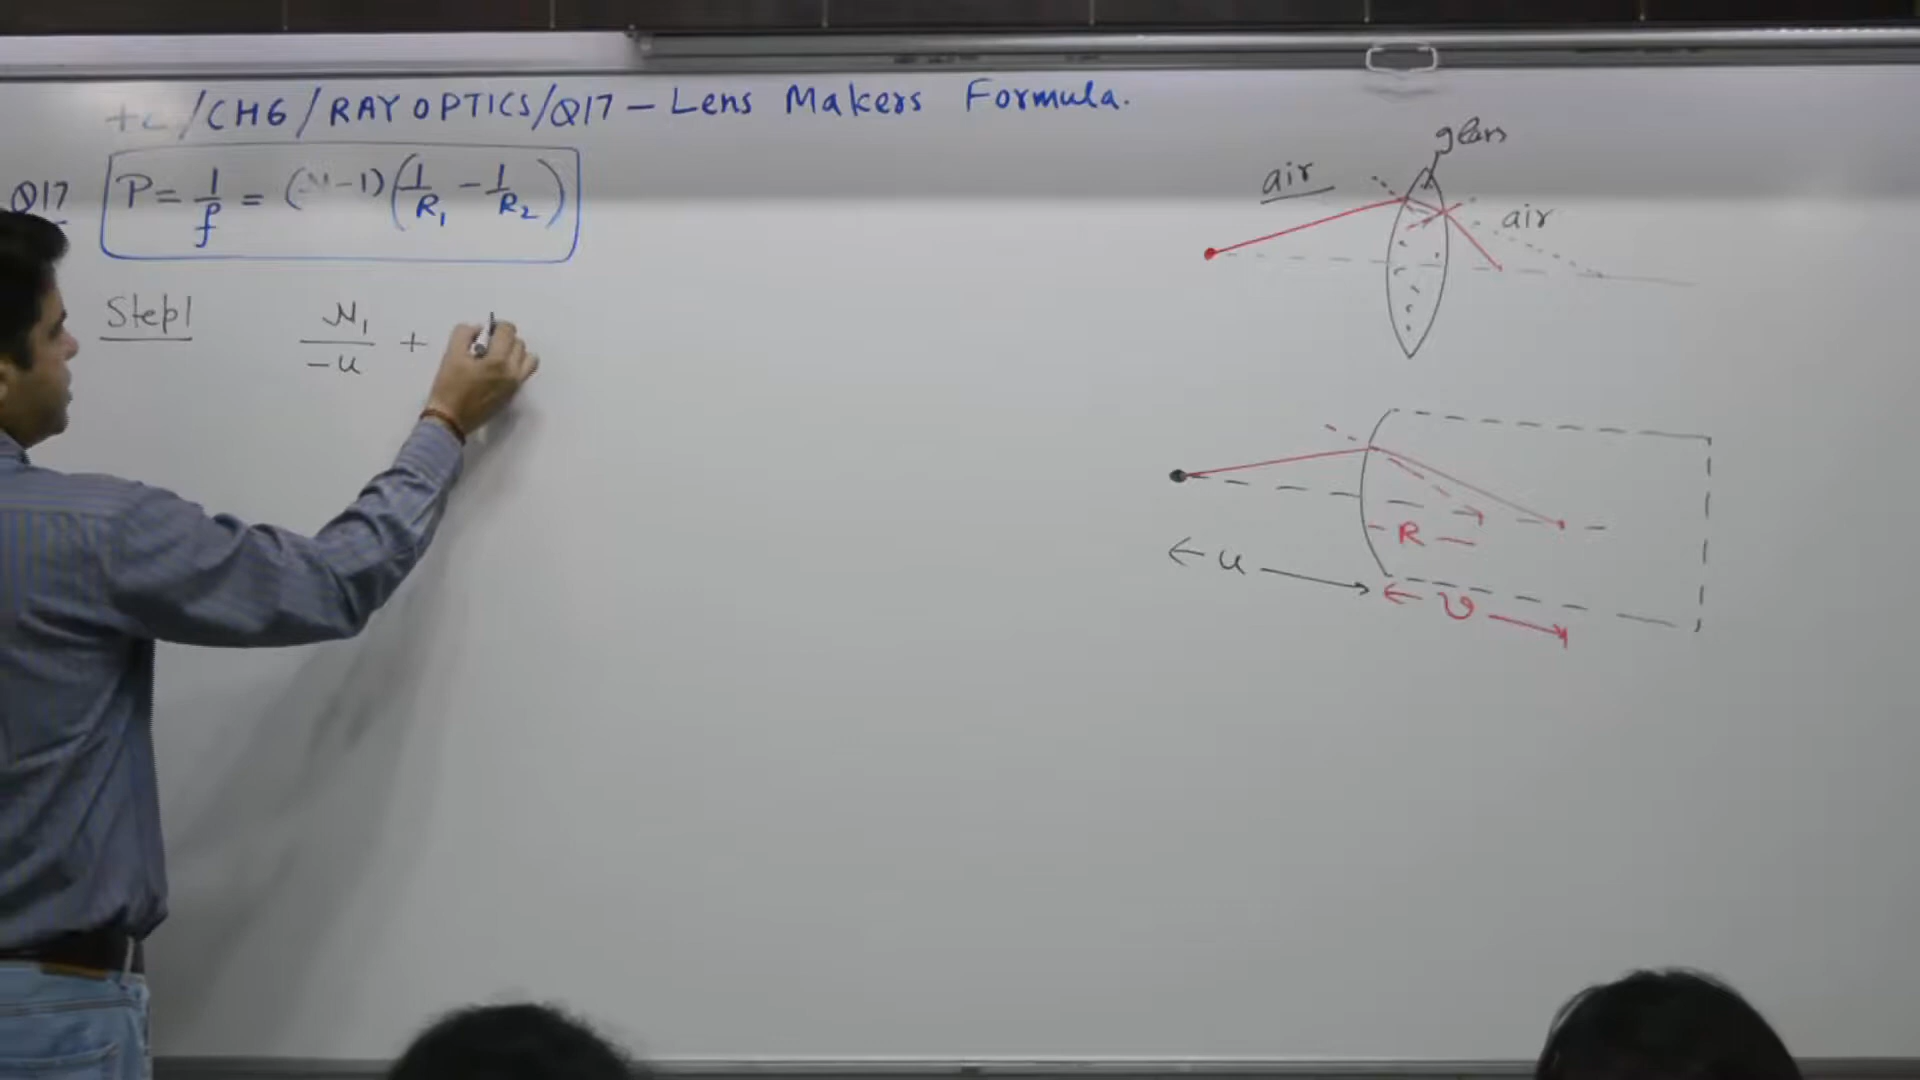 +2/CH6/RAY OPTICS/Q17 – Lens Makers Formula.
Q17 P = 1/f = (μ-1)(1/R₁ - 1/R₂)
Step1 μ₁/-u +
glass
air
air
R
u
v